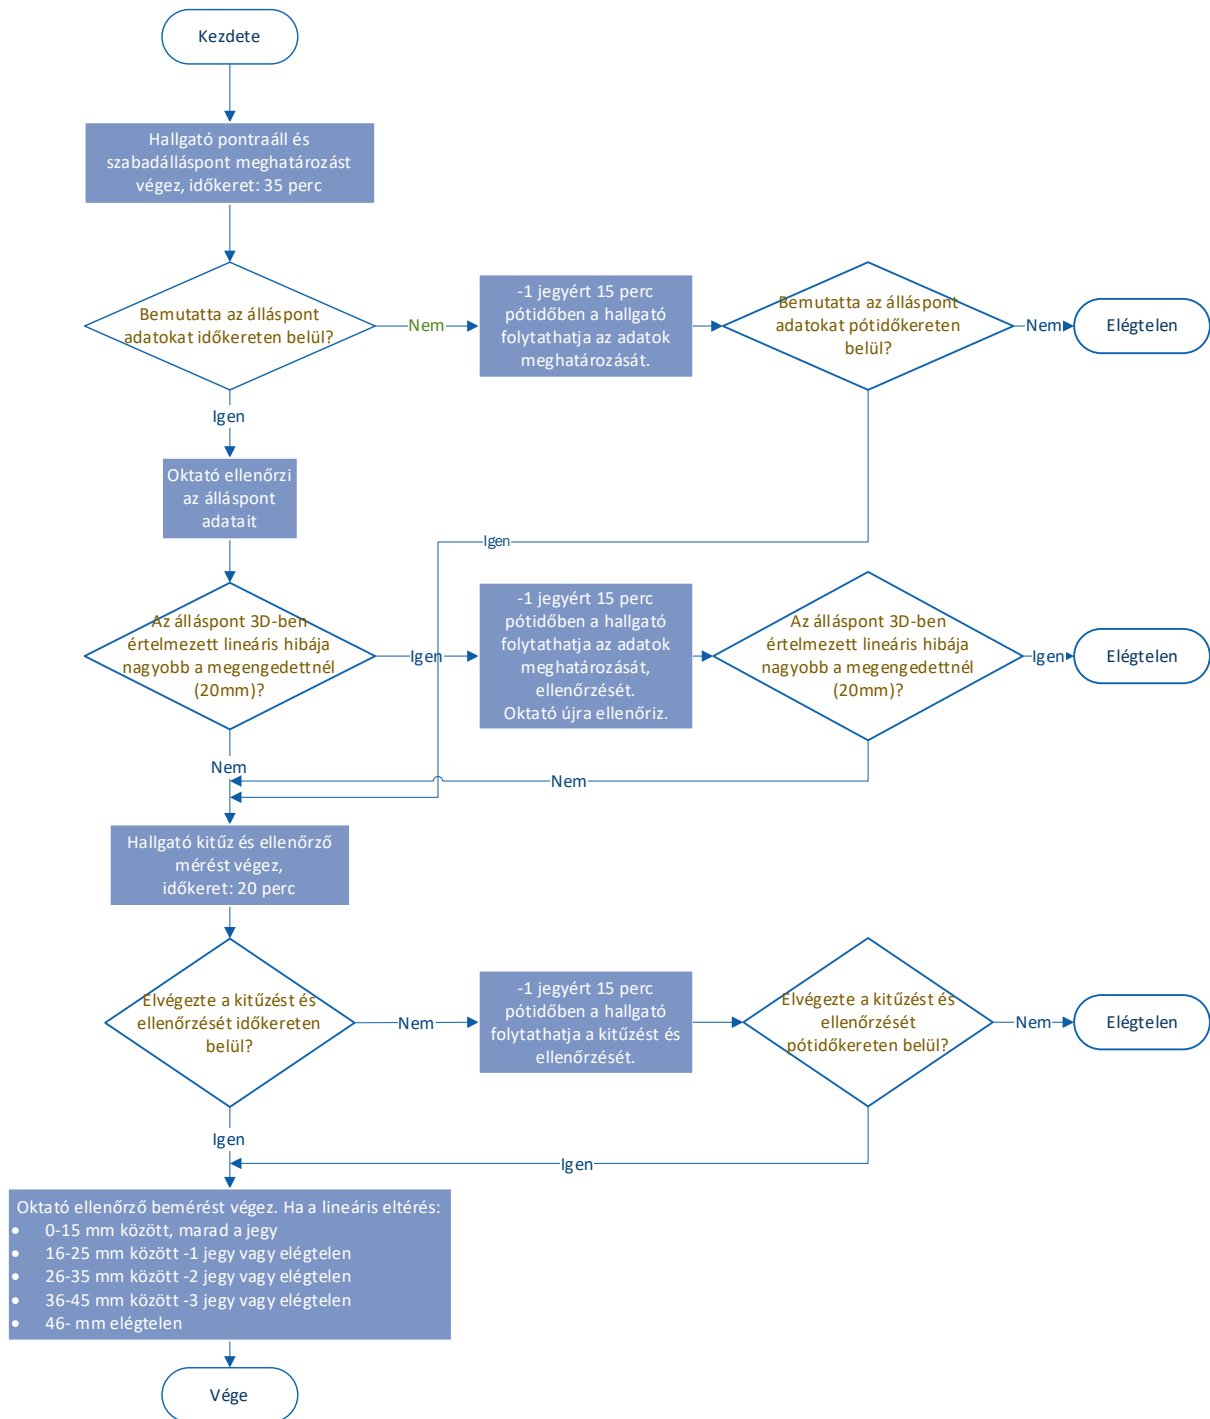 Kezdete
Hallgató pontraáll és
szabadálláspont meghatározást
végez, időkeret: 35 perc
Bemutatta az álláspont
adatokat időkereten belül?
Nem
-1 jegyért 15 perc
pótidőben a hallgató
folytathatja az adatok
meghatározását.
Bemutatta az álláspont
adatokat pótidőkereten
belül?
Nem
Elégtelen
Igen
Oktató ellenőrzi
az álláspont
adatait
Igen
Az álláspont 3D-ben
értelmezett lineáris hibája
nagyobb a megengedettnél
(20mm)?
Igen
-1 jegyért 15 perc
pótidőben a hallgató
folytathatja az adatok
meghatározását,
ellenőrzését.
Oktató újra ellenőriz.
Az álláspont 3D-ben
értelmezett lineáris hibája
nagyobb a megengedettnél
(20mm)?
Igen
Elégtelen
Nem
Nem
Hallgató kitűz és ellenőrző
mérést végez,
időkeret: 20 perc
Elvégezte a kitűzést és
ellenőrzését időkereten
belül?
Nem
-1 jegyért 15 perc
pótidőben a hallgató
folytathatja a kitűzést és
ellenőrzését.
Elvégezte a kitűzést és
ellenőrzését
pótidőkereten belül?
Nem
Elégtelen
Igen
Igen
Oktató ellenőrző bemérést végez. Ha a lineáris eltérés:
• 0-15 mm között, marad a jegy
• 16-25 mm között -1 jegy vagy elégtelen
• 26-35 mm között -2 jegy vagy elégtelen
• 36-45 mm között -3 jegy vagy elégtelen
• 46- mm elégtelen
Vége